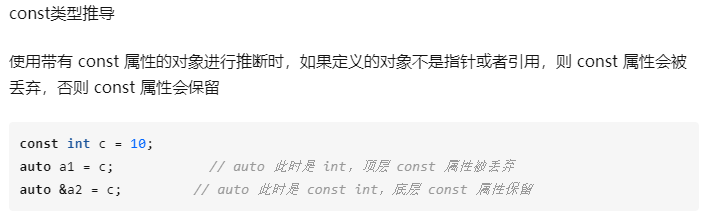 const类型推导
使用带有 const 属性的对象进行推断时，如果定义的对象不是指针或者引用，则 const 属性会被
丢弃，否则 const 属性会保留
const int c = 10;
auto a1 = c;            // auto 此时是 int，顶层 const 属性被丢弃
auto &a2 = c;         // auto 此时是 const int，底层 const 属性保留